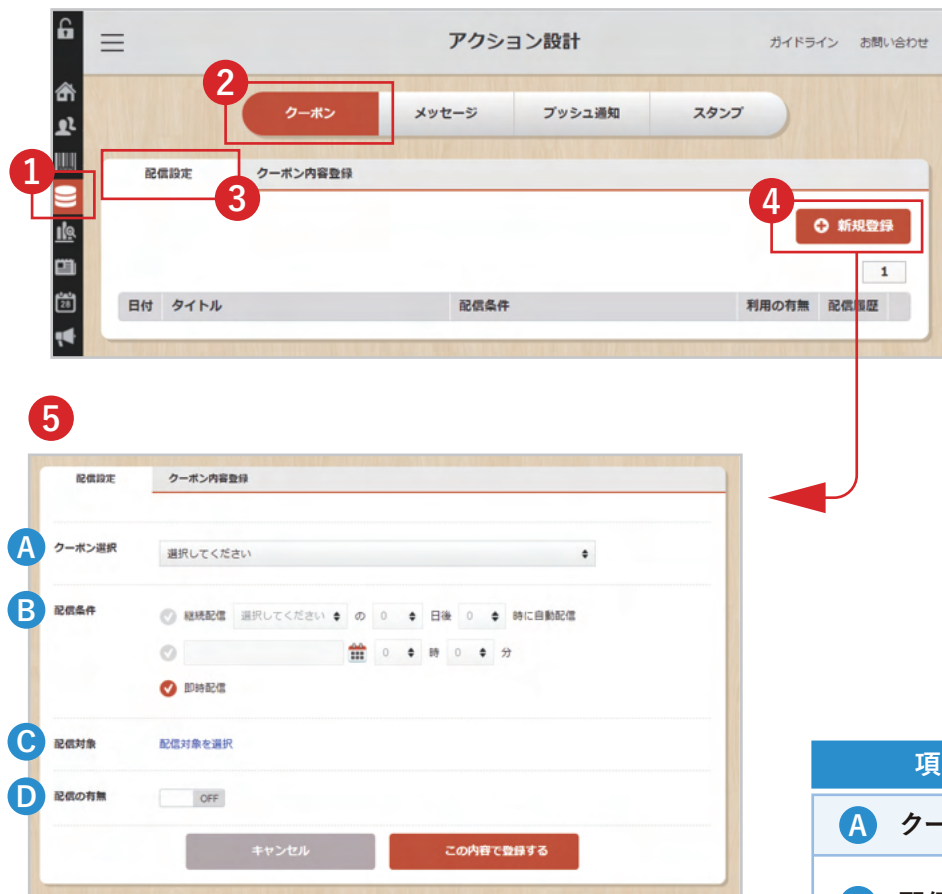 アクション設計
ガイドライン お問い合わせ
2
クーポン メッセージ プッシュ通知 スタンプ
1
配信設定 クーポン内容登録
3
4
新規登録
1
28
日付 タイトル 配信条件 利用の有無 配信履歴
5
配信設定 クーポン内容登録
A クーポン選択 選択してください
B 配信条件 継続配信 選択してください の 0 日後 0 時に自動配信
0 時 0 分
即時配信
C 配信対象 配信対象を選択
D 配信の有無 OFF
キャンセル この内容で登録する
項
A クー